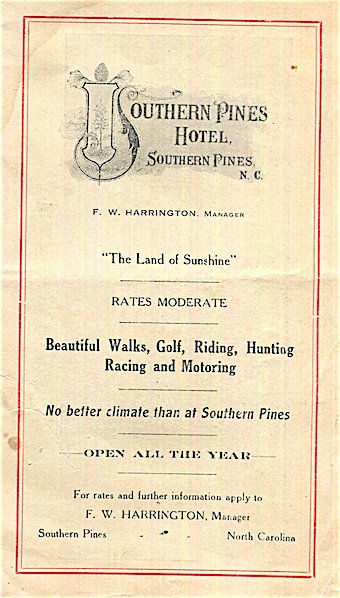 SOUTHERN PINES
HOTEL,
SOUTHERN PINES,
N. C.
F. W. HARRINGTON, MANAGER
"The Land of Sunshine"
RATES MODERATE
Beautiful Walks, Golf, Riding, Hunting
Racing and Motoring
No better climate than at Southern Pines
OPEN ALL THE YEAR
For rates and further information apply to
F. W. HARRINGTON, Manager
Southern Pines - - North Carolina